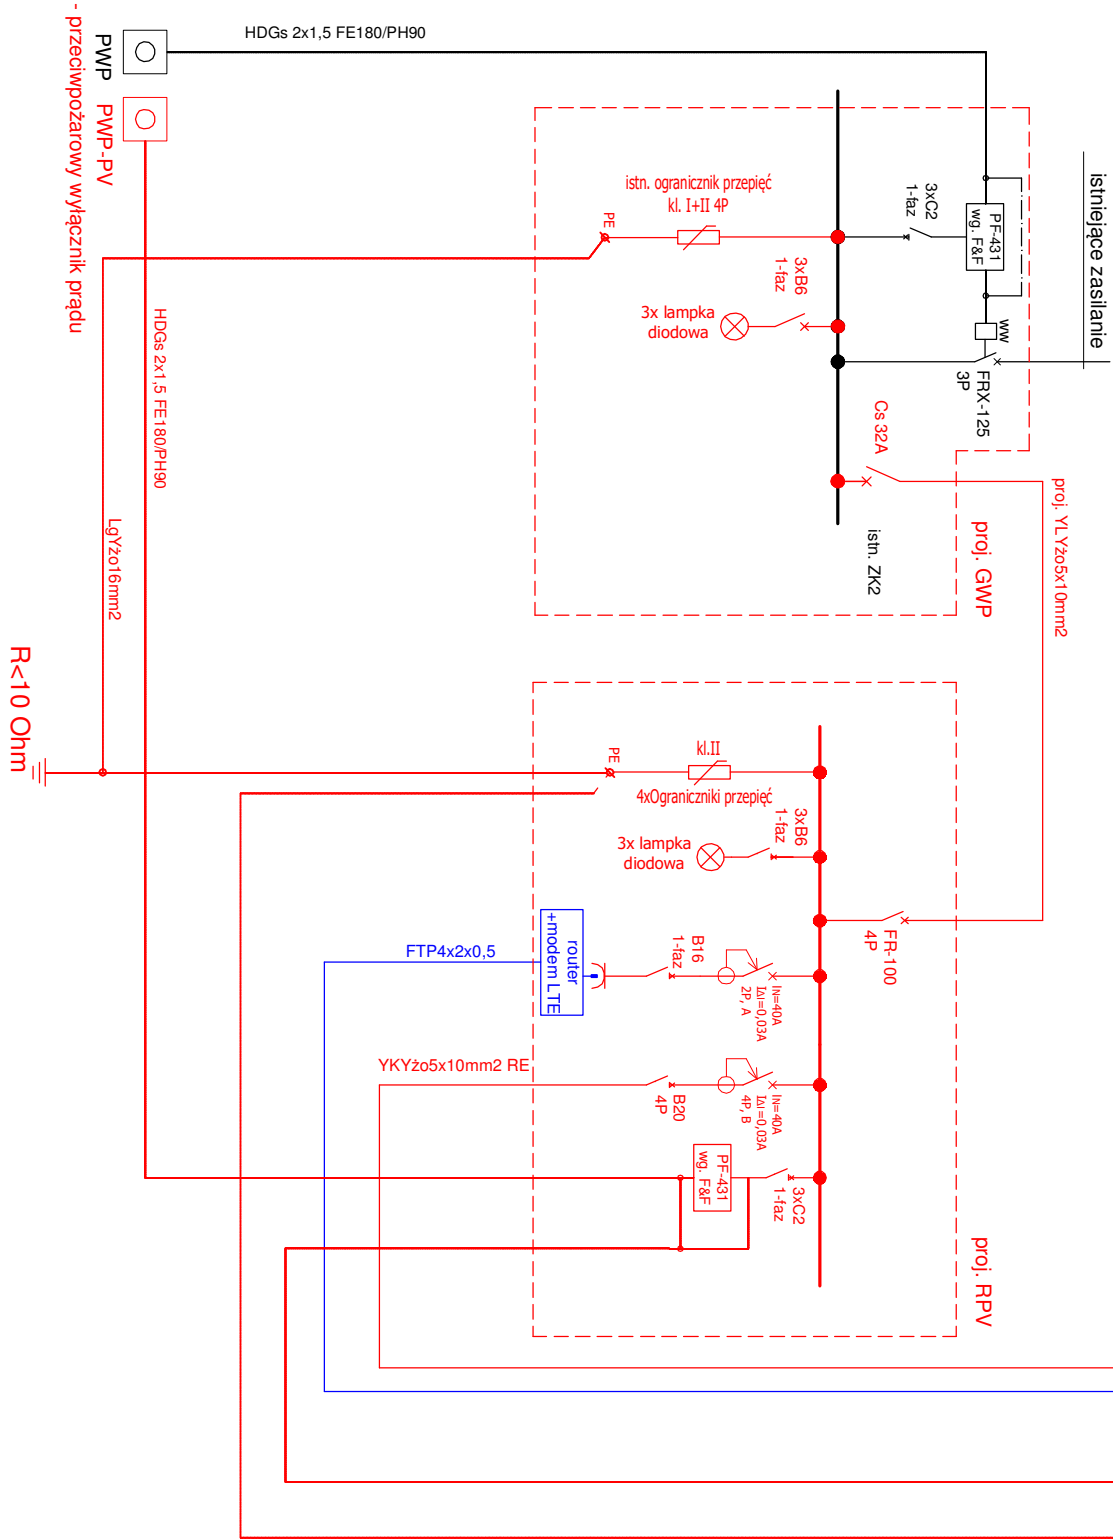 HDGs 2x1,5 FE180/PH90
PWP
PWP-PV
- przeciwpożarowy wyłącznik prądu
istn. ogranicznik przepięć
kl. I+II 4P
PE
3xC2
1-faz
PF-431
wg. F&F
WW
FRX-125
3P
istniejące zasilanie
3xB6
1-faz
3x lampka
diodowa
Cs 32A
istn. ZK2
proj. GWP
proj. YLYżo5x10mm2
HDGs 2x1,5 FE180/PH90
LgYżo16mm2
R<10 Ohm
PE
kl.II
4xOgraniczniki przepięć
3xB6
1-faz
3x lampka
diodowa
FR-100
4P
FTP4x2x0,5
router
+modem LTE
B16
1-faz
IN=40A
IΔI=0,03A
2P, A
YKYżo5x10mm2 RE
B20
4P
IN=40A
IΔI=0,03A
4P, B
PF-431
wg. F&F
3xC2
1-faz
proj. RPV